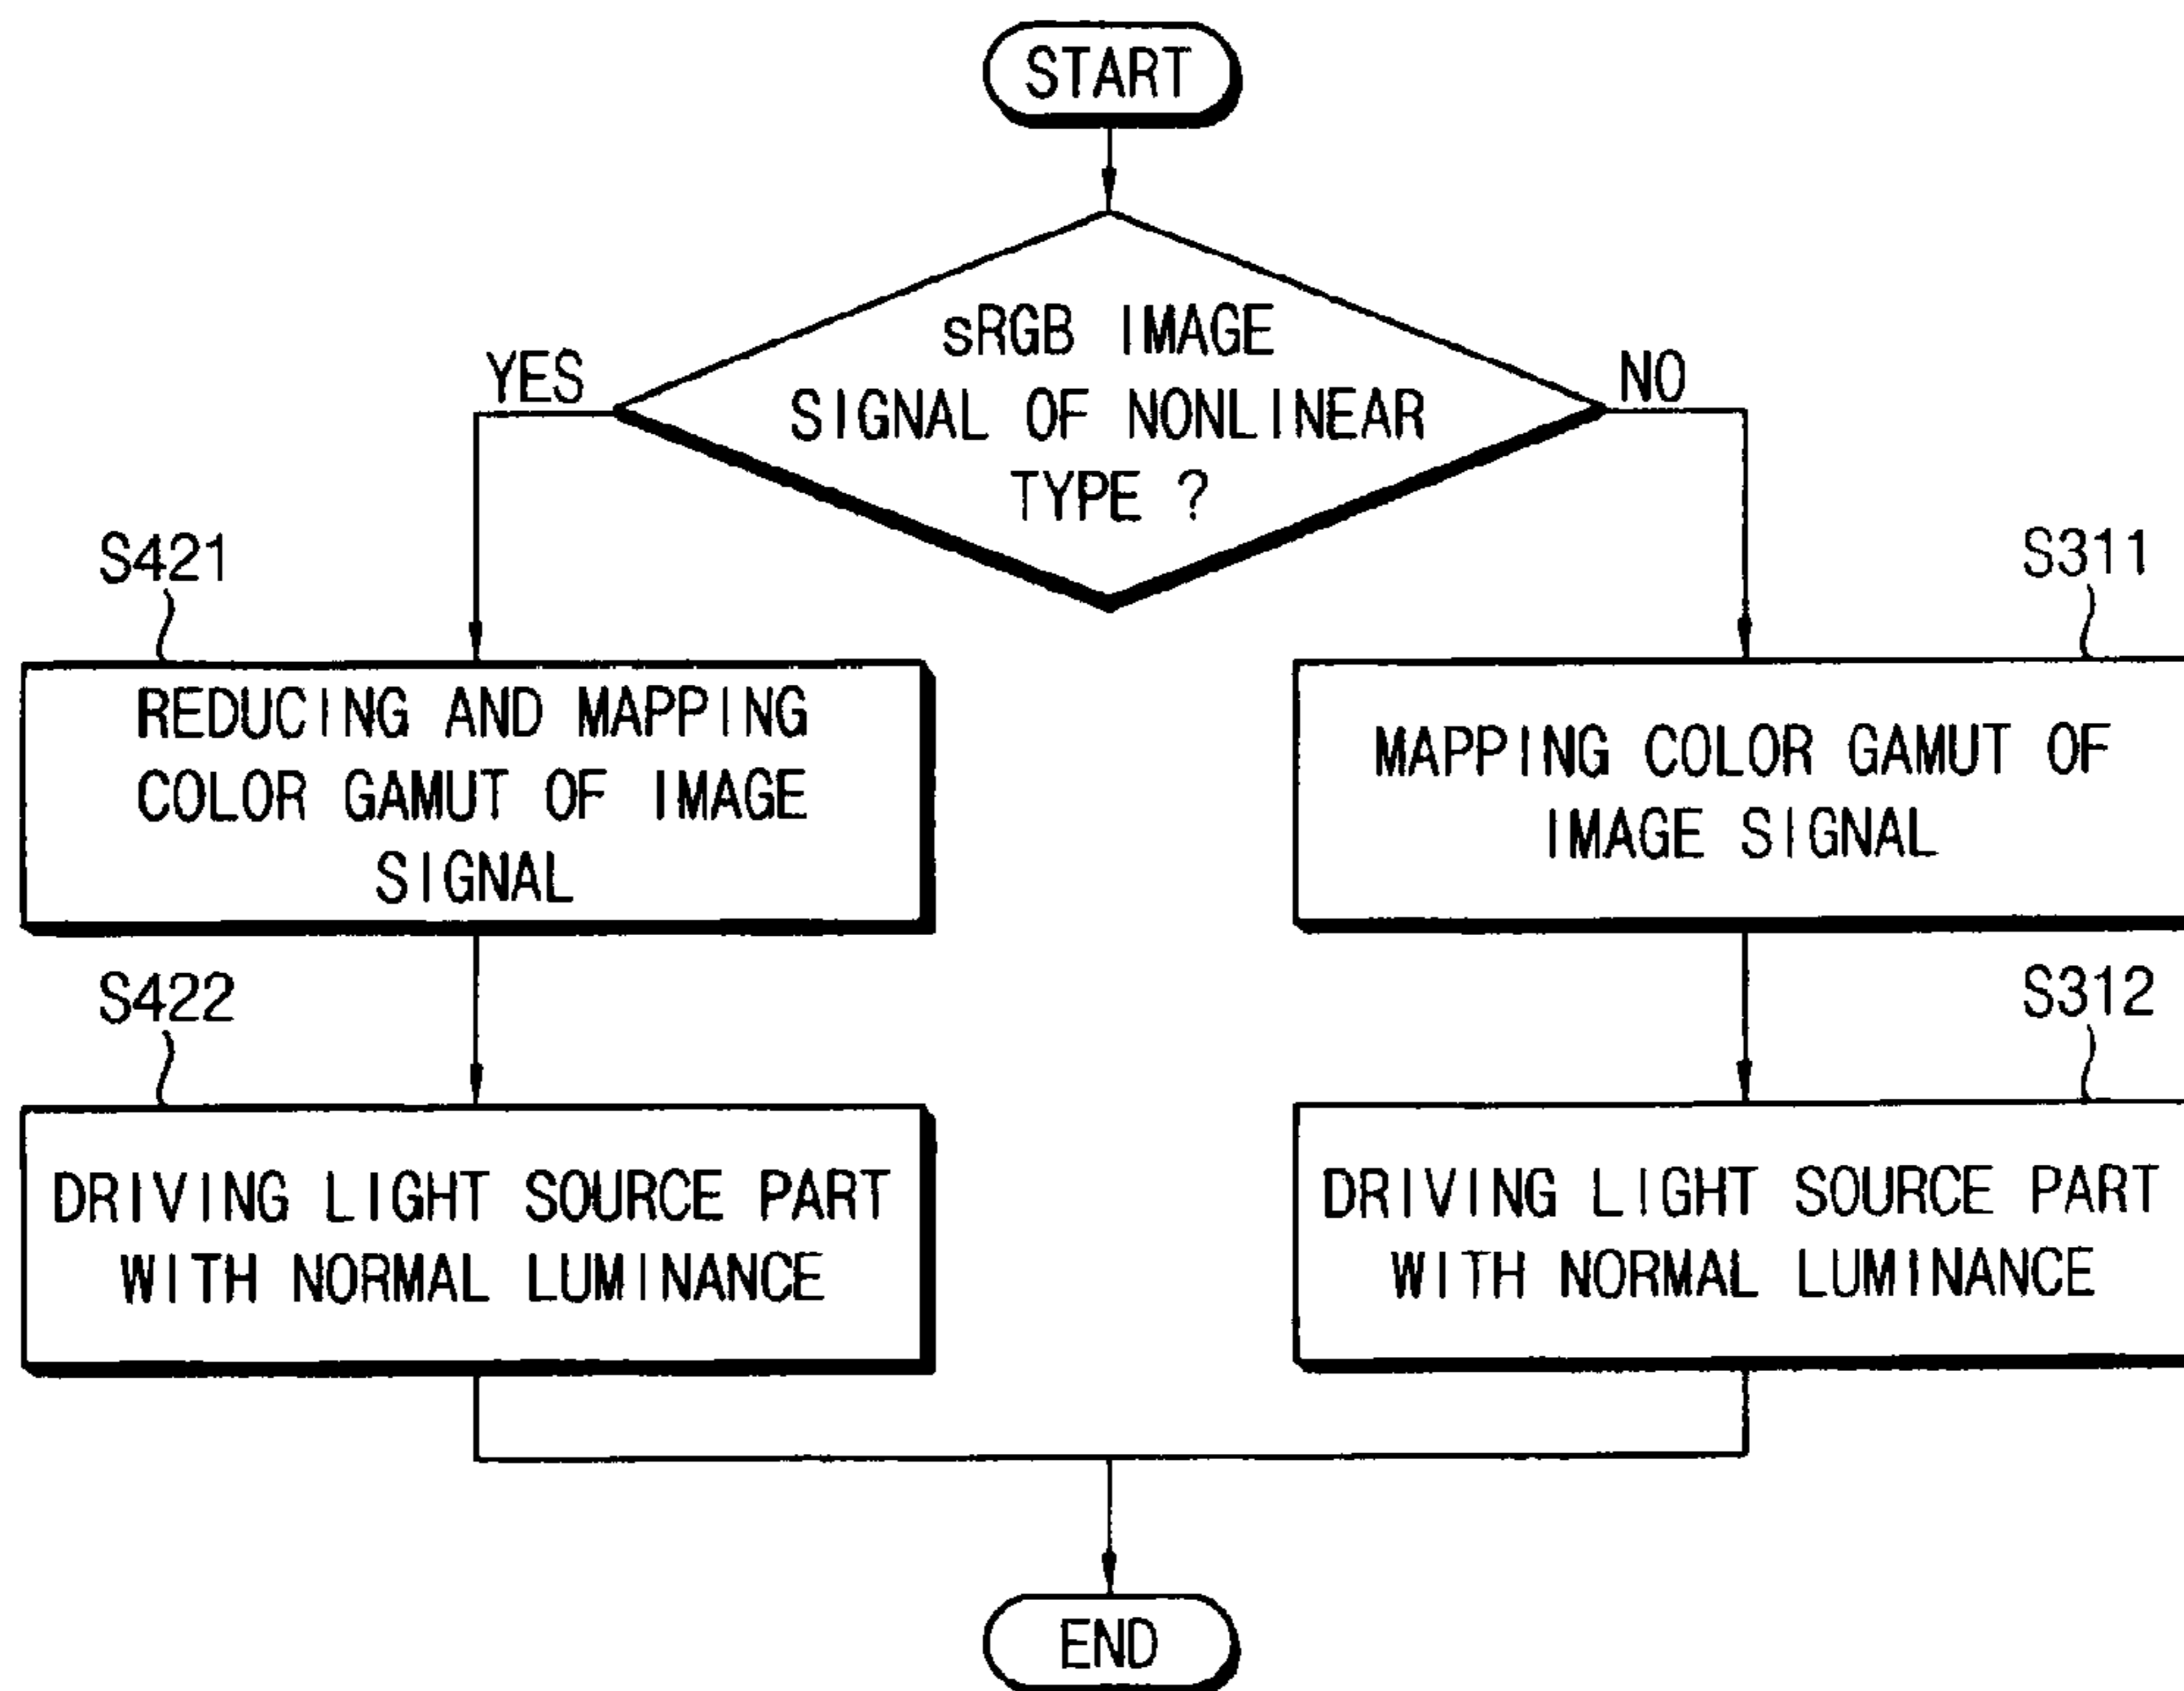 START
sRGB IMAGE
SIGNAL OF NONLINEAR
TYPE ?
YES
NO
S421
REDUCING AND MAPPING
COLOR GAMUT OF IMAGE
SIGNAL
S311
MAPPING COLOR GAMUT OF
IMAGE SIGNAL
S422
DRIVING LIGHT SOURCE PART
WITH NORMAL LUMINANCE
S312
DRIVING LIGHT SOURCE PART
WITH NORMAL LUMINANCE
END